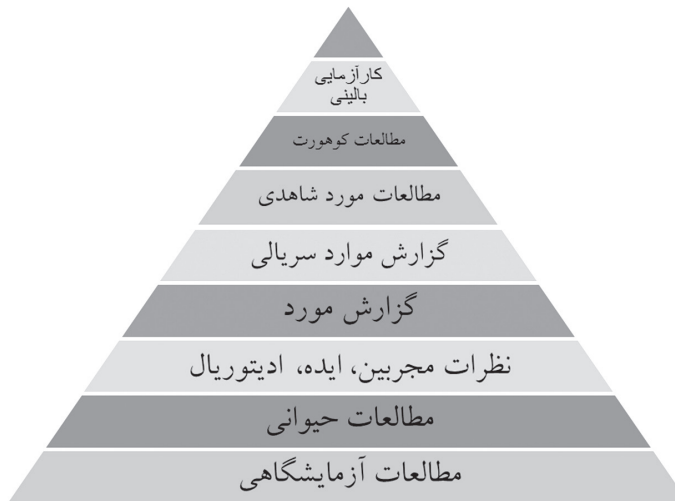 کارآزمایی
بالینی
مطالعات کوهورت
مطالعات مورد شاهدی
گزارش موارد سریالی
گزارش مورد
نظرات مجربین، ایده، ادیتوریال
مطالعات حیوانی
مطالعات آزمایشگاهی